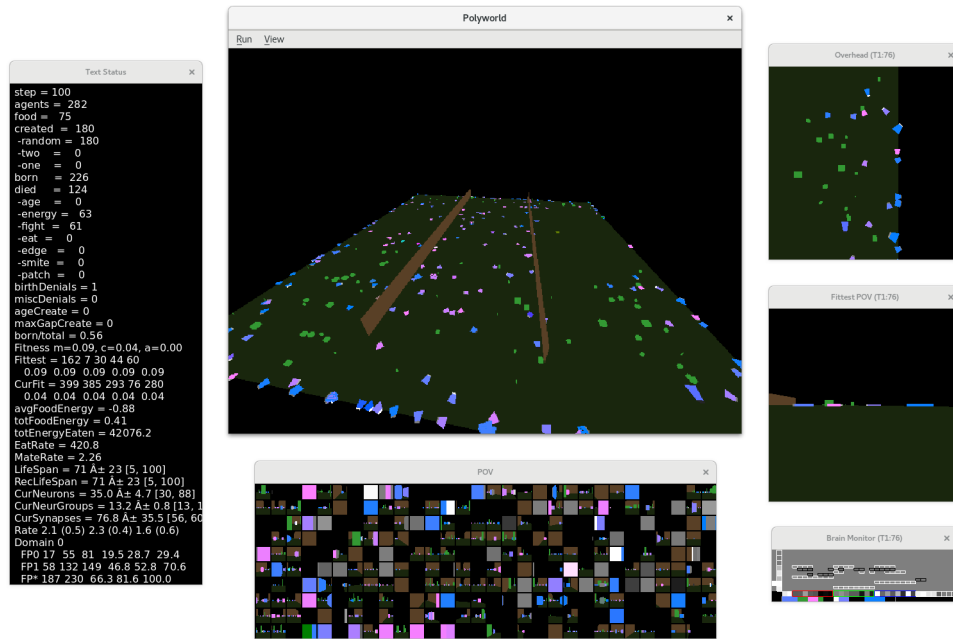 Polyworld
×
Run View
Text Status ×
step = 100
agents = 282
food = 75
created = 180
-random = 180
-two = 0
-one = 0
born = 226
died = 124
-age = 0
-energy = 63
-fight = 61
-eat = 0
-edge = 0
-smite = 0
-patch = 0
birthDenials = 1
miscDenials = 0
ageCreate = 0
maxGapCreate = 0
born/total = 0.56
Fitness m=0.09, c=0.04, a=0.00
Fittest = 162 7 30 44 60
0.09 0.09 0.09 0.09 0.09
CurFit = 399 385 293 76 280
0.04 0.04 0.04 0.04 0.04
avgFoodEnergy = -0.88
totFoodEnergy = 0.41
totEnergyEaten = 42076.2
EatRate = 420.8
MateRate = 2.26
LifeSpan = 71 Â± 23 [5, 100]
RecLifeSpan = 71 Â± 23 [5, 100]
CurNeurons = 35.0 Â± 4.7 [30, 88]
CurNeurGroups = 13.2 Â± 0.8 [13, 1
CurSynapses = 76.8 Â± 35.5 [56, 60
Rate 2.1 (0.5) 2.3 (0.4) 1.6 (0.6)
Domain 0
FP0 17 55 81 19.5 28.7 29.4
FP1 58 132 149 46.8 52.8 70.6
FP* 187 230 66.3 81.6 100.0
POV ×
Overhead (T1:76) ×
Fittest POV (T1:76) ×
Brain Monitor (T1:76) ×